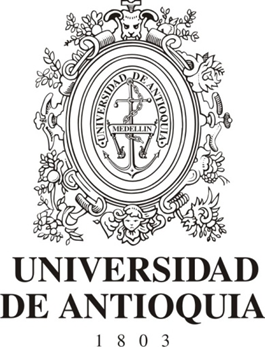 UNIVERSIDAD DE ANTIOQUIA
MEDELLIN
UNIVERSIDAD
DE ANTIOQUIA
1803